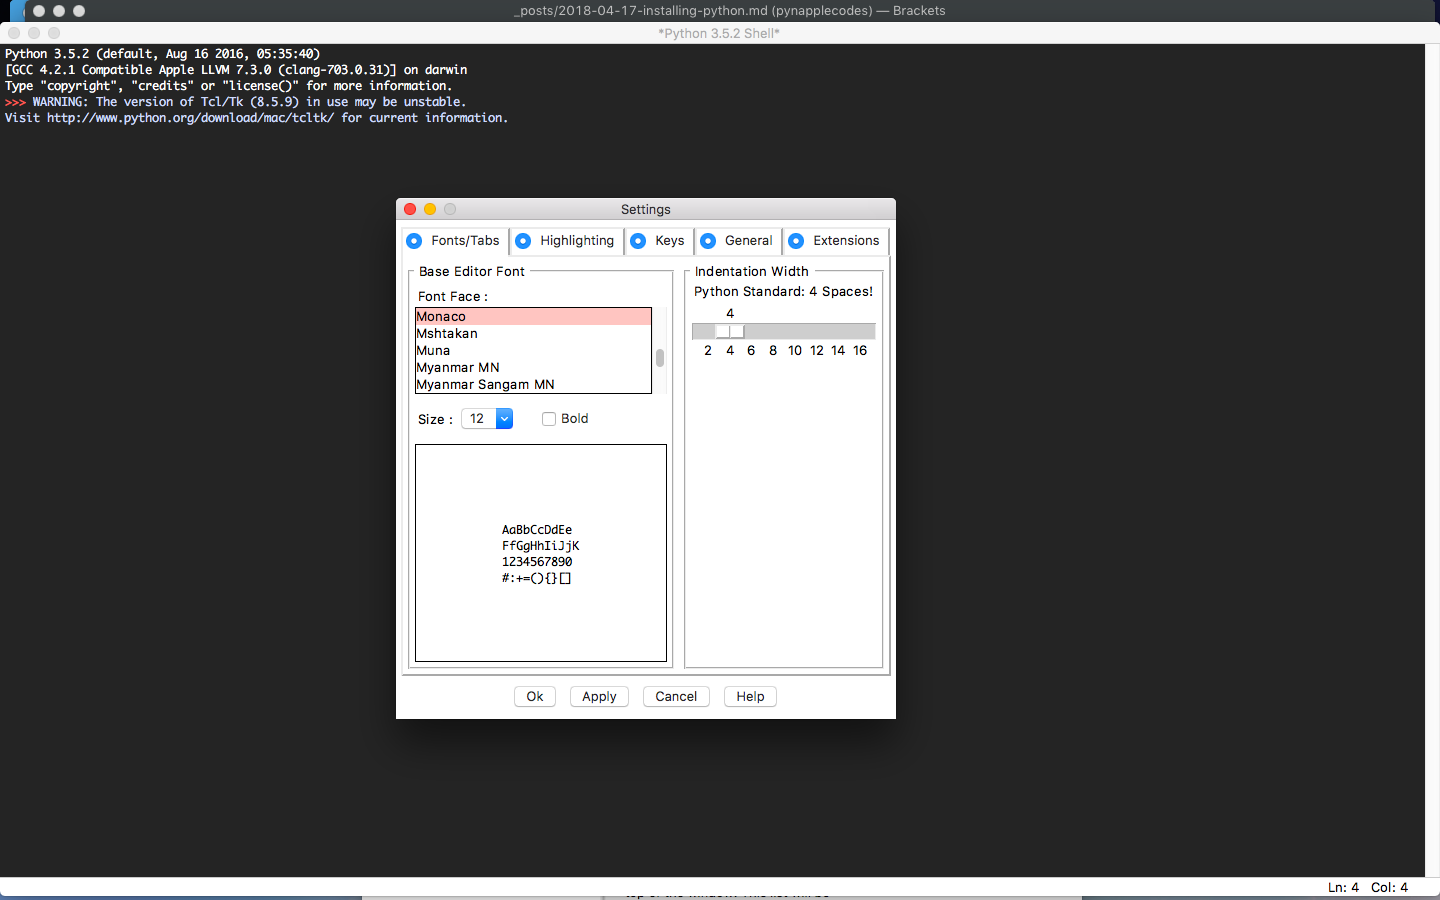 _posts/2018-04-17-installing-python.md (pynapplecodes) — Brackets
*Python 3.5.2 Shell*
Python 3.5.2 (default, Aug 16 2016, 05:35:40)
[GCC 4.2.1 Compatible Apple LLVM 7.3.0 (clang-703.0.31)] on darwin
Type "copyright", "credits" or "license()" for more information.
>>> WARNING: The version of Tcl/Tk (8.5.9) in use may be unstable.
Visit http://www.python.org/download/mac/tcltk/ for current information.
Settings
Fonts/Tabs Highlighting Keys General Extensions
Base Editor Font
Font Face :
Monaco
Mshtakan
Muna
Myanmar MN
Myanmar Sangam MN
Size : 12 Bold
AaBbCcDdEe
FfGgHhIiJjK
1234567890
#:+=(){}[]
Indentation Width
Python Standard: 4 Spaces!
4
2 4 6 8 10 12 14 16
Ok Apply Cancel Help
Ln: 4 Col: 4